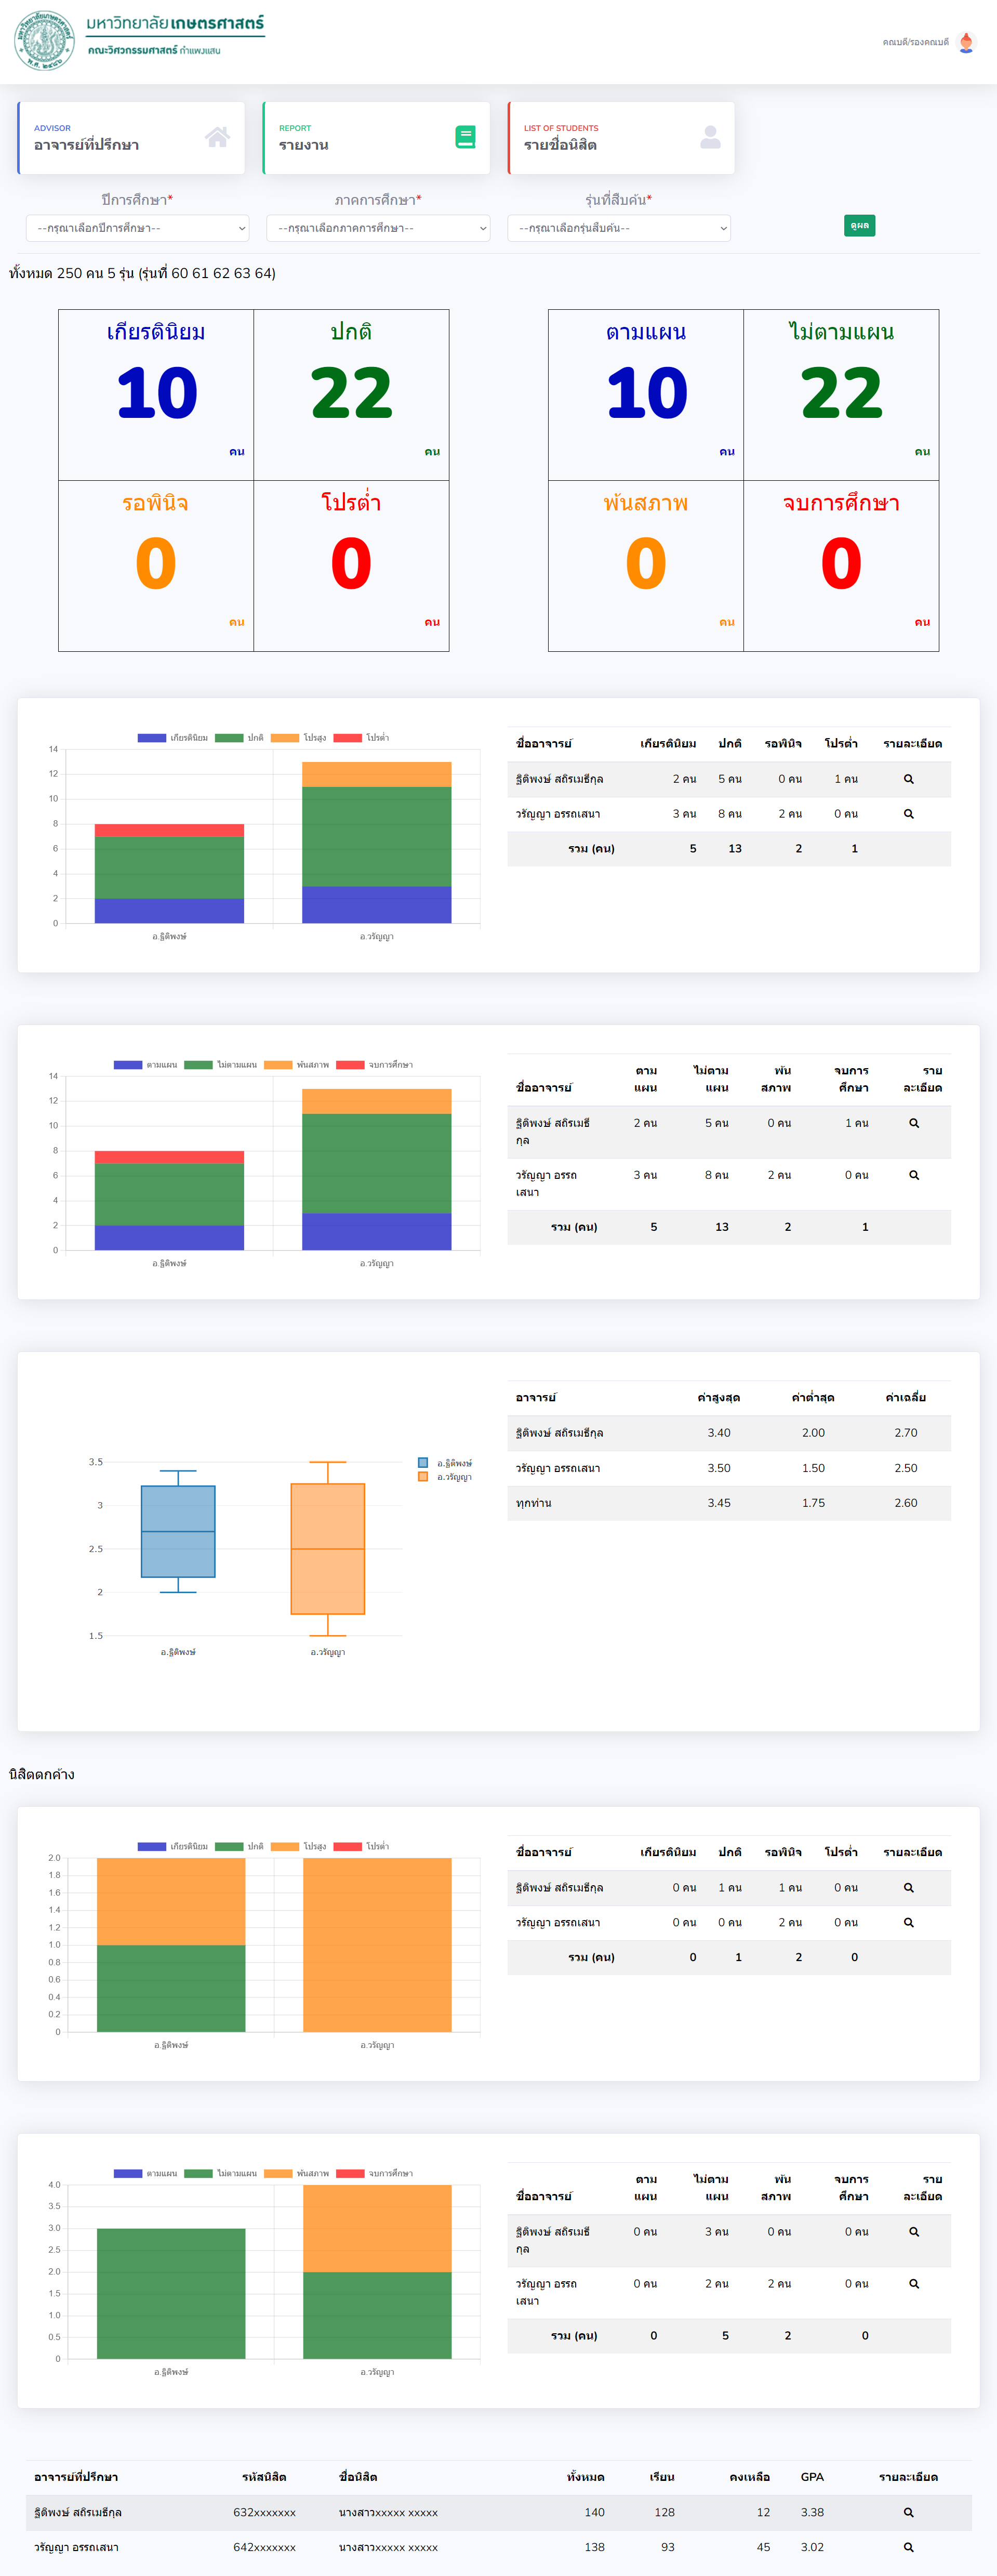 มหาวิทยาลัยเกษตรศาสตร์
คณะวิศวกรรมศาสตร์ กำแพงแสน
คณบดี/รองคณบดี
ADVISOR
อาจารย์ที่ปรึกษา
REPORT
รายงาน
LIST OF STUDENTS
รายชื่อนิสิต
ปีการศึกษา*
ภาคการศึกษา*
รุ่นที่สืบค้น*
--กรุณาเลือกปีการศึกษา--
--กรุณาเลือกภาคการศึกษา--
--กรุณาเลือกรุ่นสืบค้น--
ดูผล
ทั้งหมด 250 คน 5 รุ่น (รุ่นที่ 60 61 62 63 64)
เกียรตินิยม ปกติ
10 22
คน คน
รอพินิจ โปรต่ำ
0 0
คน คน
ตามแผน ไม่ตามแผน
10 22
คน คน
พ้นสภาพ จบการศึกษา
0 0
คน คน
เกียรตินิยม ปกติ โปรสูง โปรต่ำ
14
12
10
8
6
4
2
0
อ.ฐิติพงษ์ อ.วรัญญา
ชื่ออาจารย์ เกียรตินิยม ปกติ รอพินิจ โปรต่ำ รายละเอียด
ฐิติพงษ์ สถิรเมธีกุล 2 คน 5 คน 0 คน 1 คน
วรัญญา อรรถเสนา 3 คน 8 คน 2 คน 0 คน
รวม (คน) 5 13 2 1
ตามแผน ไม่ตามแผน พ้นสภาพ จบการศึกษา
14
12
10
8
6
4
2
0
อ.ฐิติพงษ์ อ.วรัญญา
ตาม ไม่ตาม พ้น จบการ ราย
ชื่ออาจารย์ แผน แผน สภาพ ศึกษา ละเอียด
ฐิติพงษ์ สถิรเมธี 2 คน 5 คน 0 คน 1 คน
กุล
วรัญญา อรรถ 3 คน 8 คน 2 คน 0 คน
เสนา
รวม (คน) 5 13 2 1
3.5
3
2.5
2
1.5
อ.ฐิติพงษ์ อ.วรัญญา
อ.ฐิติพงษ์
อ.วรัญญา
อาจารย์ ค่าสูงสุด ค่าต่ำสุด ค่าเฉลี่ย
ฐิติพงษ์ สถิรเมธีกุล 3.40 2.00 2.70
วรัญญา อรรถเสนา 3.50 1.50 2.50
ทุกท่าน 3.45 1.75 2.60
นิสิตตกค้าง
เกียรตินิยม ปกติ โปรสูง โปรต่ำ
2.0
1.8
1.6
1.4
1.2
1.0
0.8
0.6
0.4
0.2
0
อ.ฐิติพงษ์ อ.วรัญญา
ชื่ออาจารย์ เกียรตินิยม ปกติ รอพินิจ โปรต่ำ รายละเอียด
ฐิติพงษ์ สถิรเมธีกุล 0 คน 1 คน 1 คน 0 คน
วรัญญา อรรถเสนา 0 คน 0 คน 2 คน 0 คน
รวม (คน) 0 1 2 0
ตามแผน ไม่ตามแผน พ้นสภาพ จบการศึกษา
4.0
3.5
3.0
2.5
2.0
1.5
1.0
0.5
0
อ.ฐิติพงษ์ อ.วรัญญา
ตาม ไม่ตาม พ้น จบการ ราย
ชื่ออาจารย์ แผน แผน สภาพ ศึกษา ละเอียด
ฐิติพงษ์ สถิรเมธี 0 คน 3 คน 0 คน 0 คน
กุล
วรัญญา อรรถ 0 คน 2 คน 2 คน 0 คน
เสนา
รวม (คน) 0 5 2 0
อาจารย์ที่ปรึกษา รหัสนิสิต ชื่อนิสิต ทั้งหมด เรียน คงเหลือ GPA รายละเอียด
ฐิติพงษ์ สถิรเมธีกุล 632xxxxxxx นางสาวxxxxx xxxxx 140 128 12 3.38
วรัญญา อรรถเสนา 642xxxxxxx นางสาวxxxxx xxxxx 138 93 45 3.02